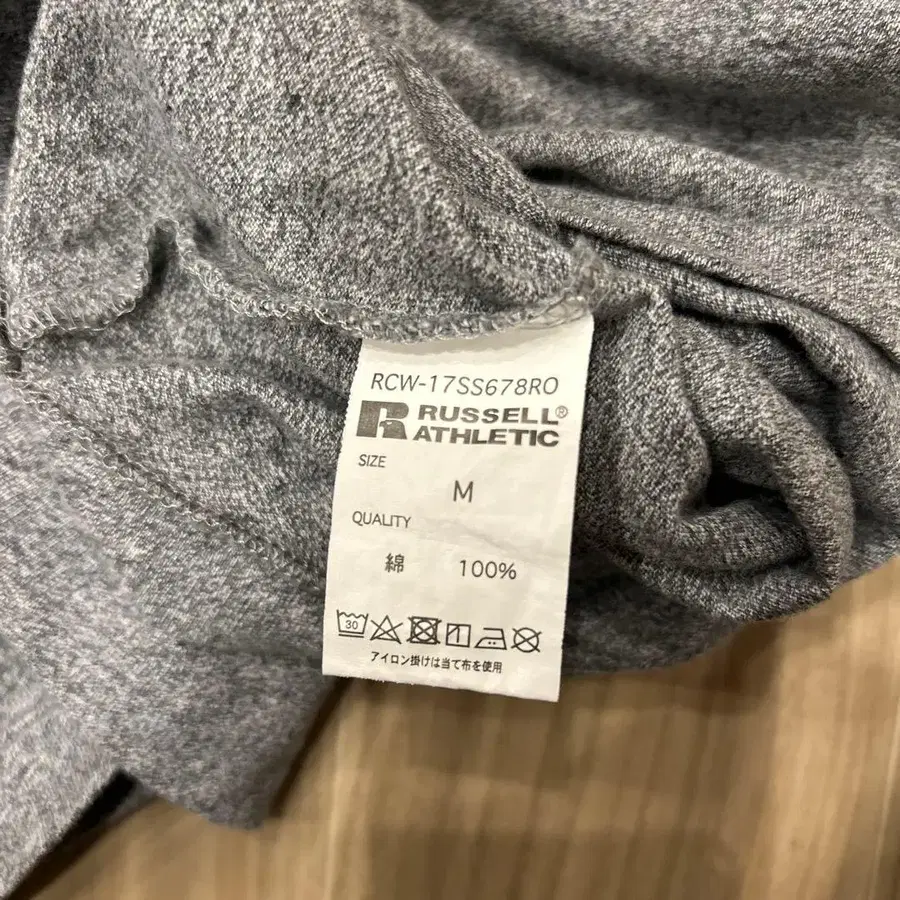 RCW-17SS678RO
RUSSELL®
ATHLETIC
SIZE
M
QUALITY
綿 100%
30
アイロン掛けは当て布を使用